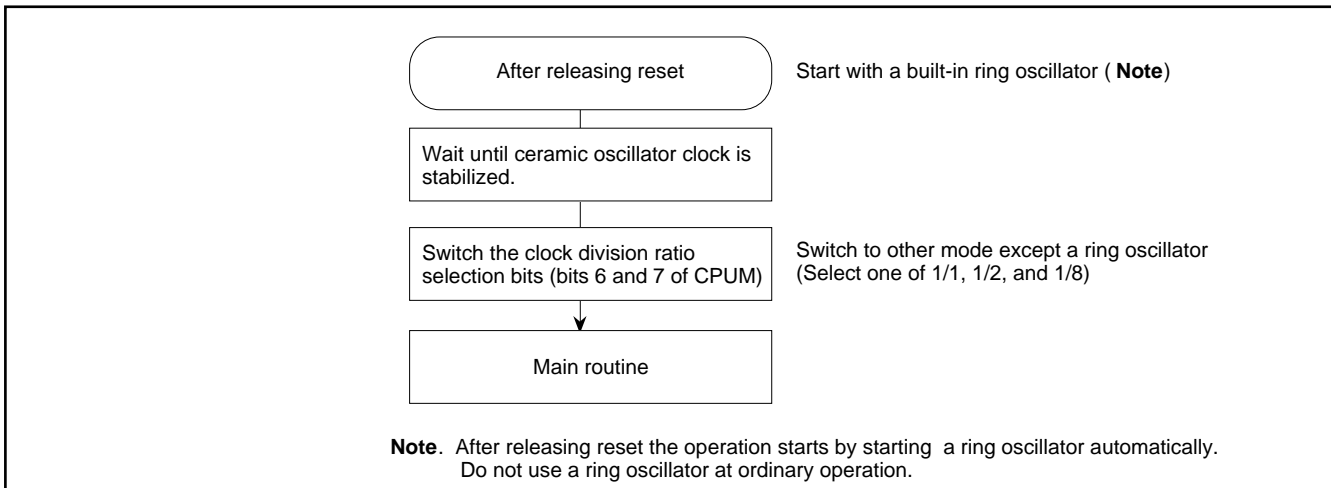 After releasing reset
Start with a built-in ring oscillator ( Note)
Wait until ceramic oscillator clock is
stabilized.
Switch the clock division ratio
selection bits (bits 6 and 7 of CPUM)
Switch to other mode except a ring oscillator
(Select one of 1/1, 1/2, and 1/8)
Main routine
Note. After releasing reset the operation starts by starting a ring oscillator automatically.
Do not use a ring oscillator at ordinary operation.